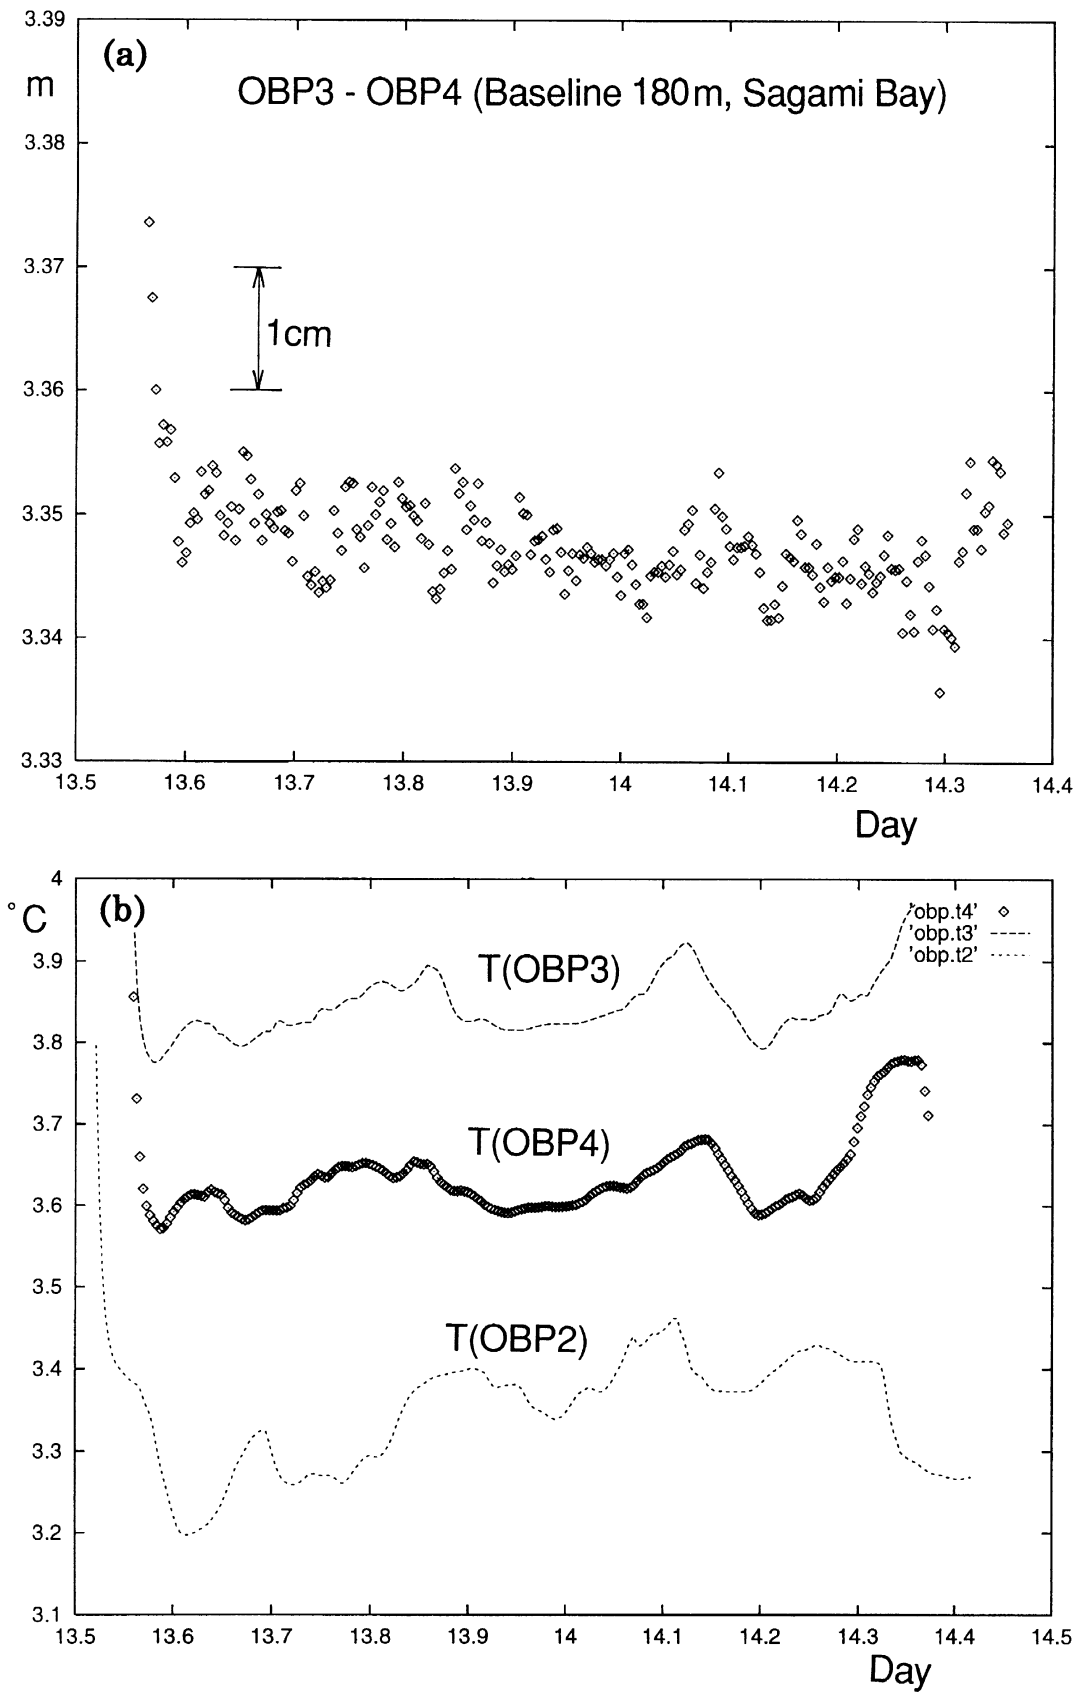 3.39
(a)
m
OBP3 - OBP4 (Baseline 180m, Sagami Bay)
3.38
3.37
1cm
3.36
3.35
3.34
3.33
13.5 13.6 13.7 13.8 13.9 14 14.1 14.2 14.3 14.4
Day
4
°C
(b)
'obp.t4'
'obp.t3'
'obp.t2'
3.9
T(OBP3)
3.8
3.7
T(OBP4)
3.6
3.5
T(OBP2)
3.4
3.3
3.2
3.1
13.5 13.6 13.7 13.8 13.9 14 14.1 14.2 14.3 14.4 14.5
Day